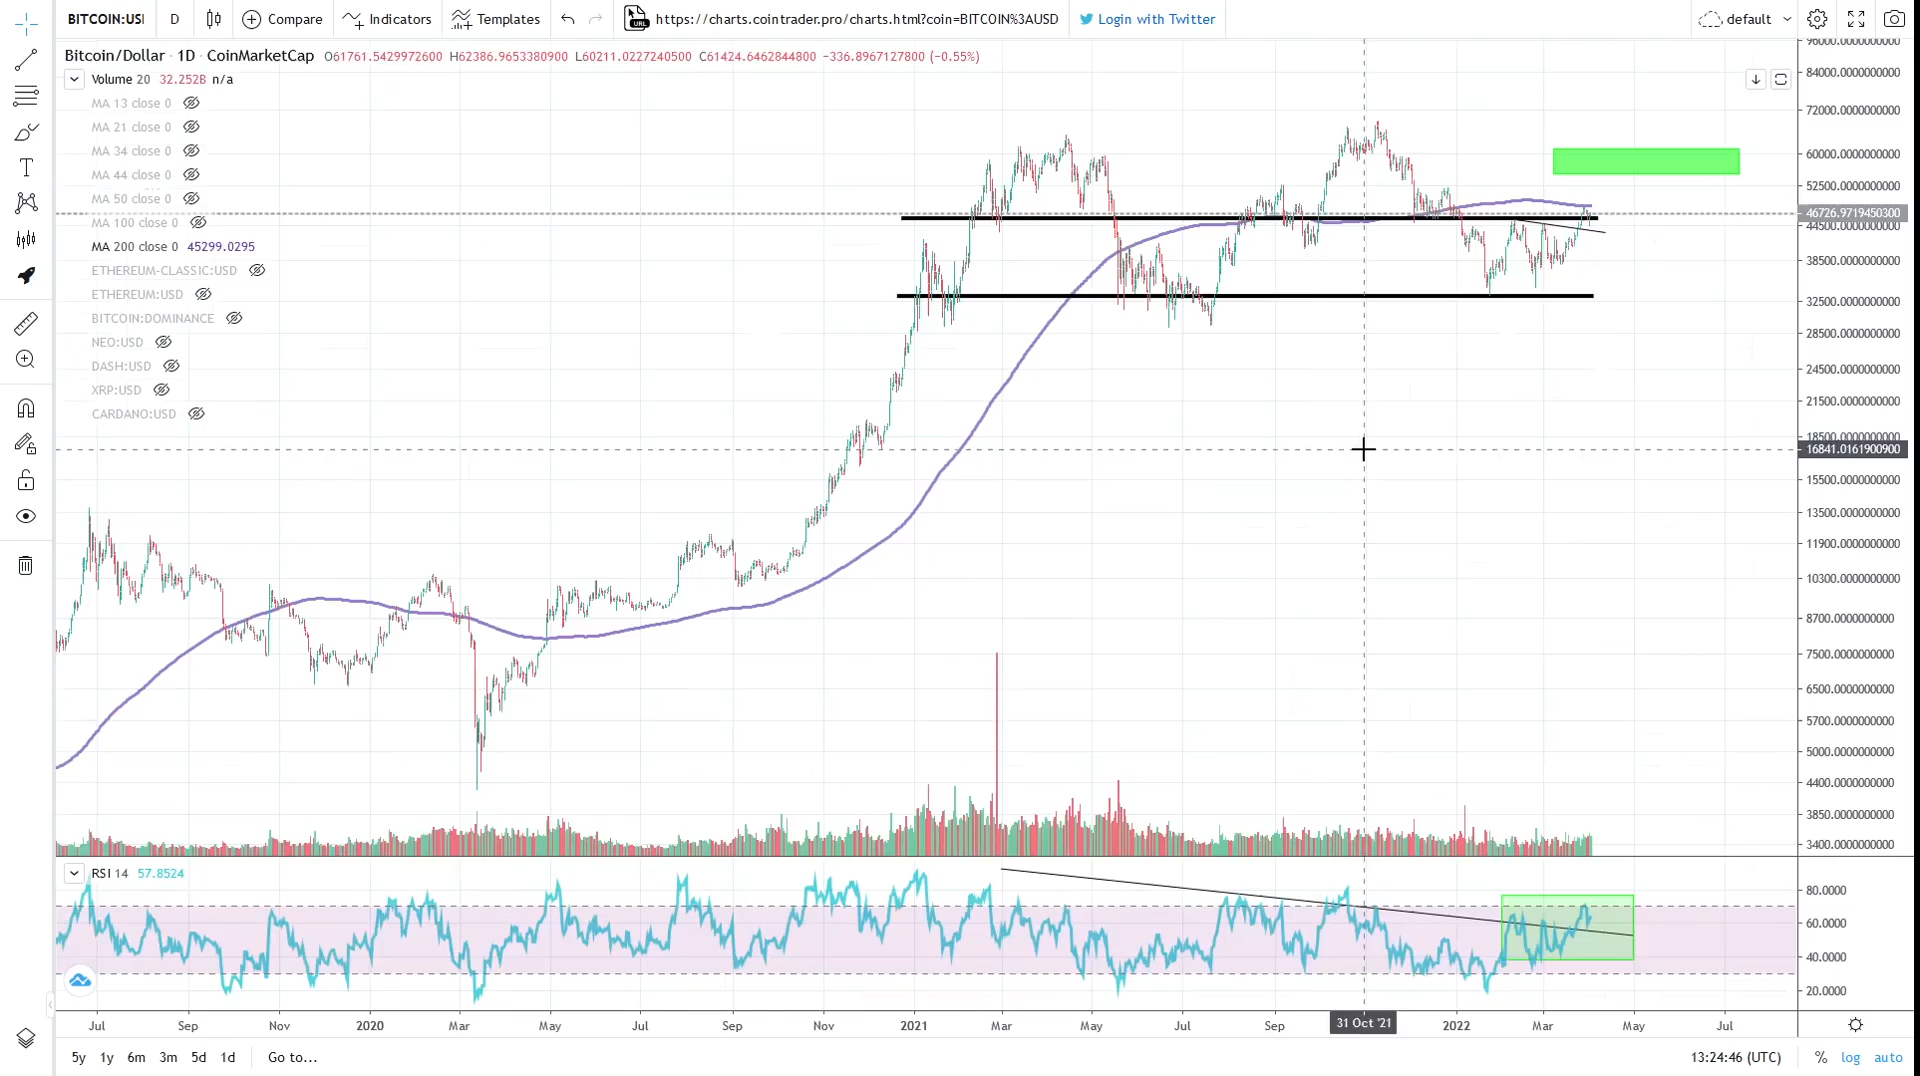 BITCOIN:USI D Compare Indicators Templates https://charts.cointrader.pro/charts.html?coin=BITCOIN%3AUSD Login with Twitter default
Bitcoin/Dollar · 1D · CoinMarketCap O61761.5429972600 H62386.9653380900 L60211.0227240500 C61424.6462844800 -336.8967127800 (-0.55%)
Volume 20 32.252B n/a
MA 13 close 0
MA 21 close 0
MA 34 close 0
MA 44 close 0
MA 50 close 0
MA 100 close 0
MA 200 close 0 45299.0295
ETHEREUM-CLASSIC:USD
ETHEREUM:USD
BITCOIN:DOMINANCE
NEO:USD
DASH:USD
XRP:USD
CARDANO:USD
96000.0000000000
84000.0000000000
72000.0000000000
60000.0000000000
52500.0000000000
46726.9719450300
44500.0000000000
38500.0000000000
32500.0000000000
28500.0000000000
24500.0000000000
21500.0000000000
18500.0000000000
16841.0161900900
15500.0000000000
13500.0000000000
11900.0000000000
10300.0000000000
8700.0000000000
7500.0000000000
6500.0000000000
5700.0000000000
5000.0000000000
4400.0000000000
3850.0000000000
3400.0000000000
RSI 14 57.8524
80.0000
60.0000
40.0000
20.0000
Jul Sep Nov 2020 Mar May Jul Sep Nov 2021 Mar May Jul Sep 31 Oct '21 2022 Mar May Jul
5y 1y 6m 3m 5d 1d Go to... 13:24:46 (UTC) % log auto